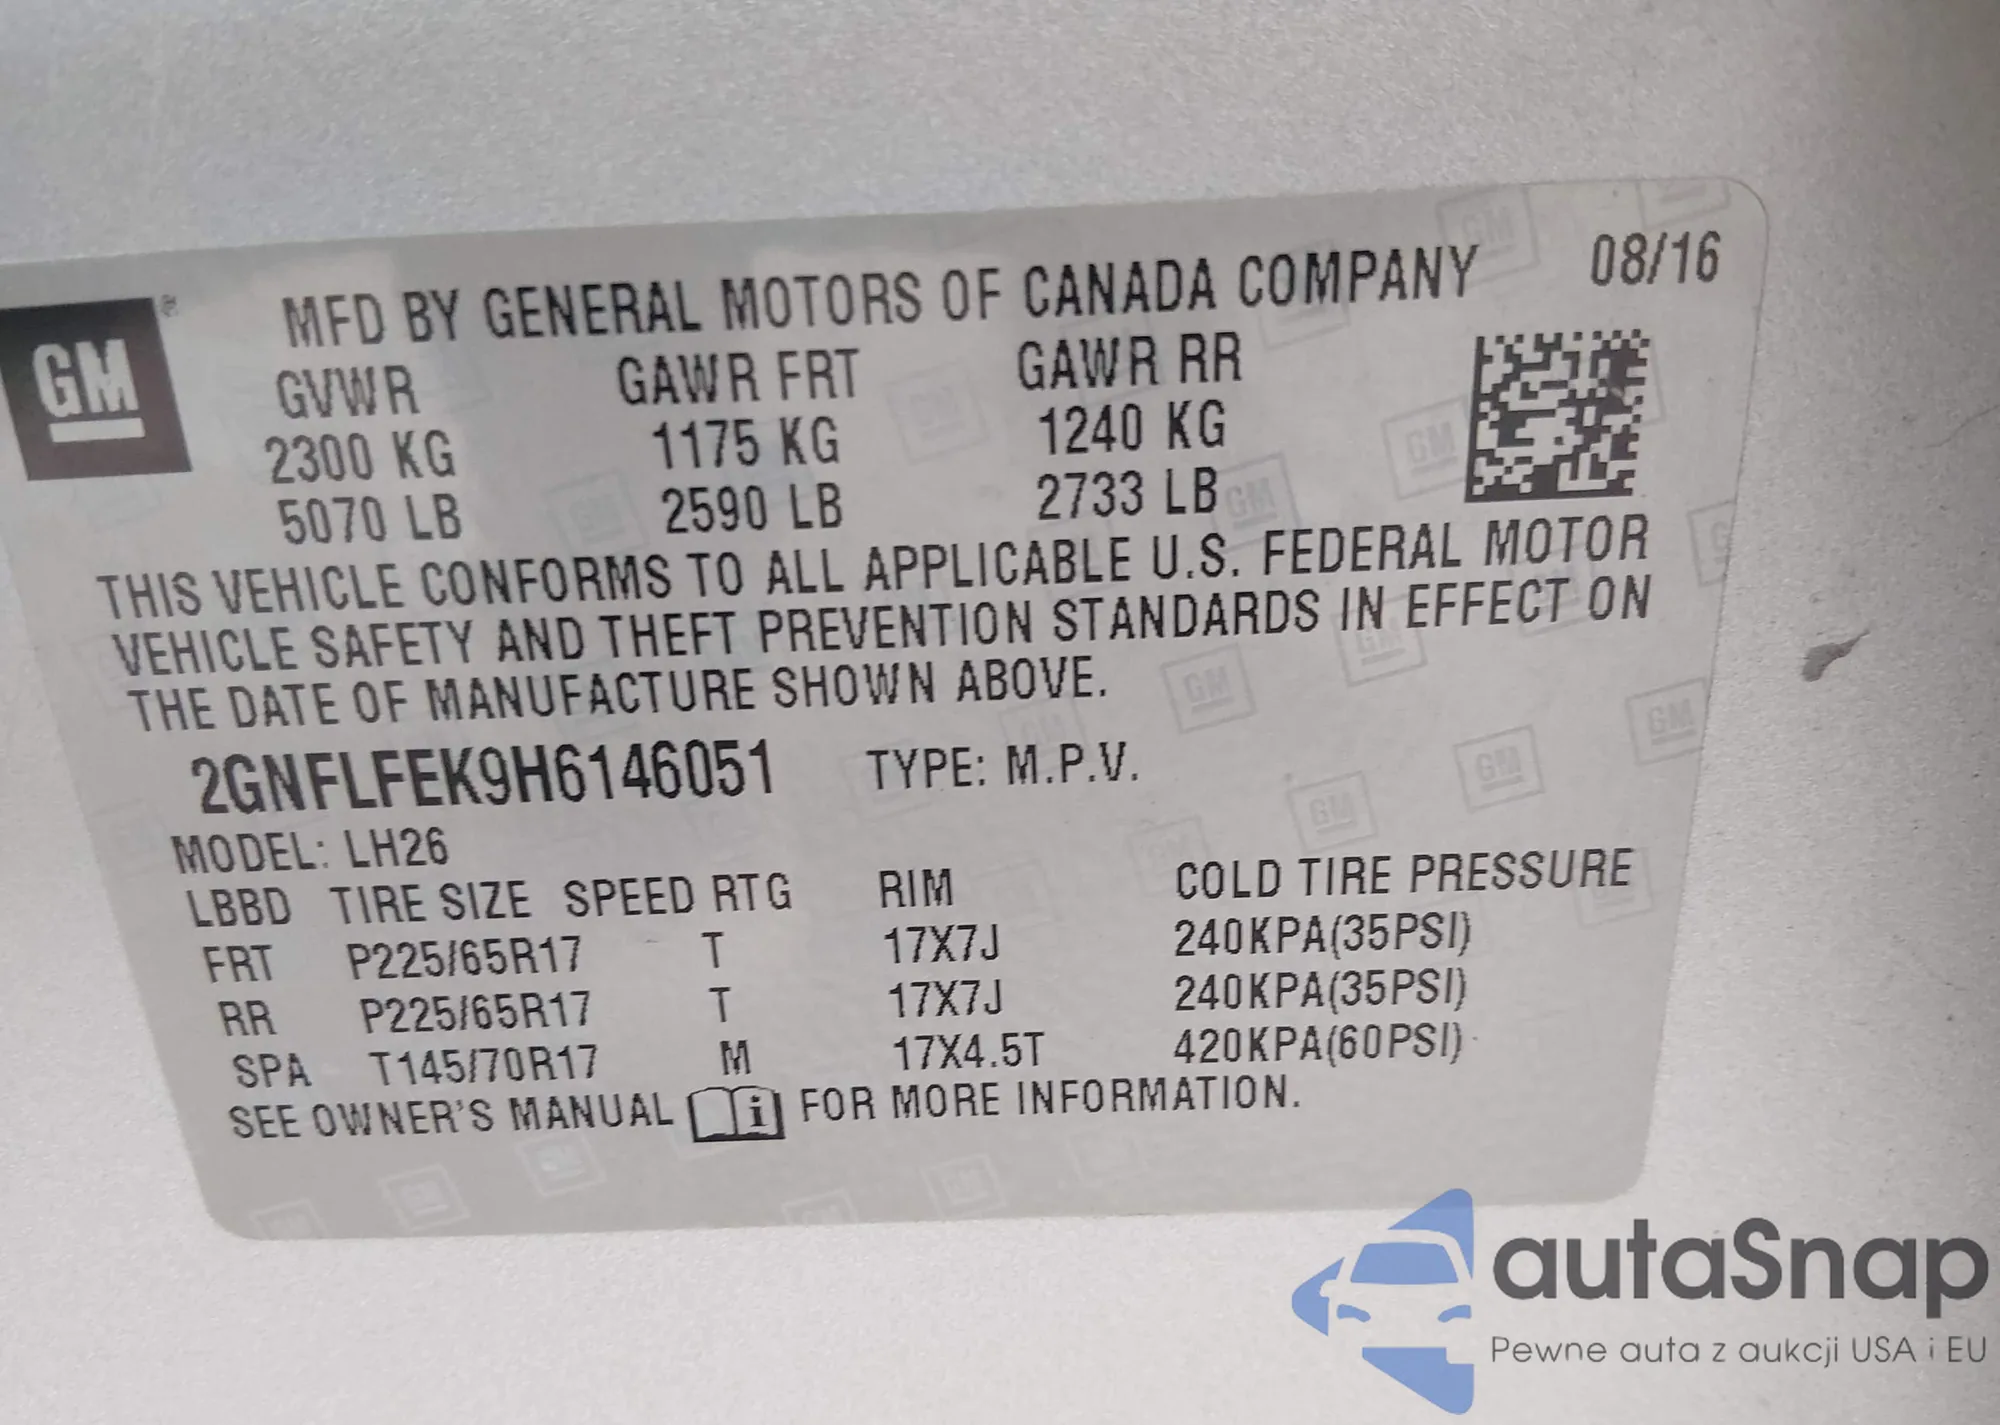 GM ®
MFD BY GENERAL MOTORS OF CANADA COMPANY 08/16
GVWR GAWR FRT GAWR RR
2300 KG 1175 KG 1240 KG
5070 LB 2590 LB 2733 LB
THIS VEHICLE CONFORMS TO ALL APPLICABLE U.S. FEDERAL MOTOR
VEHICLE SAFETY AND THEFT PREVENTION STANDARDS IN EFFECT ON
THE DATE OF MANUFACTURE SHOWN ABOVE.
2GNFLFEK9H6146051 TYPE: M.P.V.
MODEL: LH26
LBBD TIRE SIZE SPEED RTG RIM COLD TIRE PRESSURE
FRT P225/65R17 T 17X7J 240KPA(35PSI)
RR P225/65R17 T 17X7J 240KPA(35PSI)
SPA T145/70R17 M 17X4.5T 420KPA(60PSI)
SEE OWNER'S MANUAL i FOR MORE INFORMATION.
autaSnap
Pewne auta z aukcji USA i EU